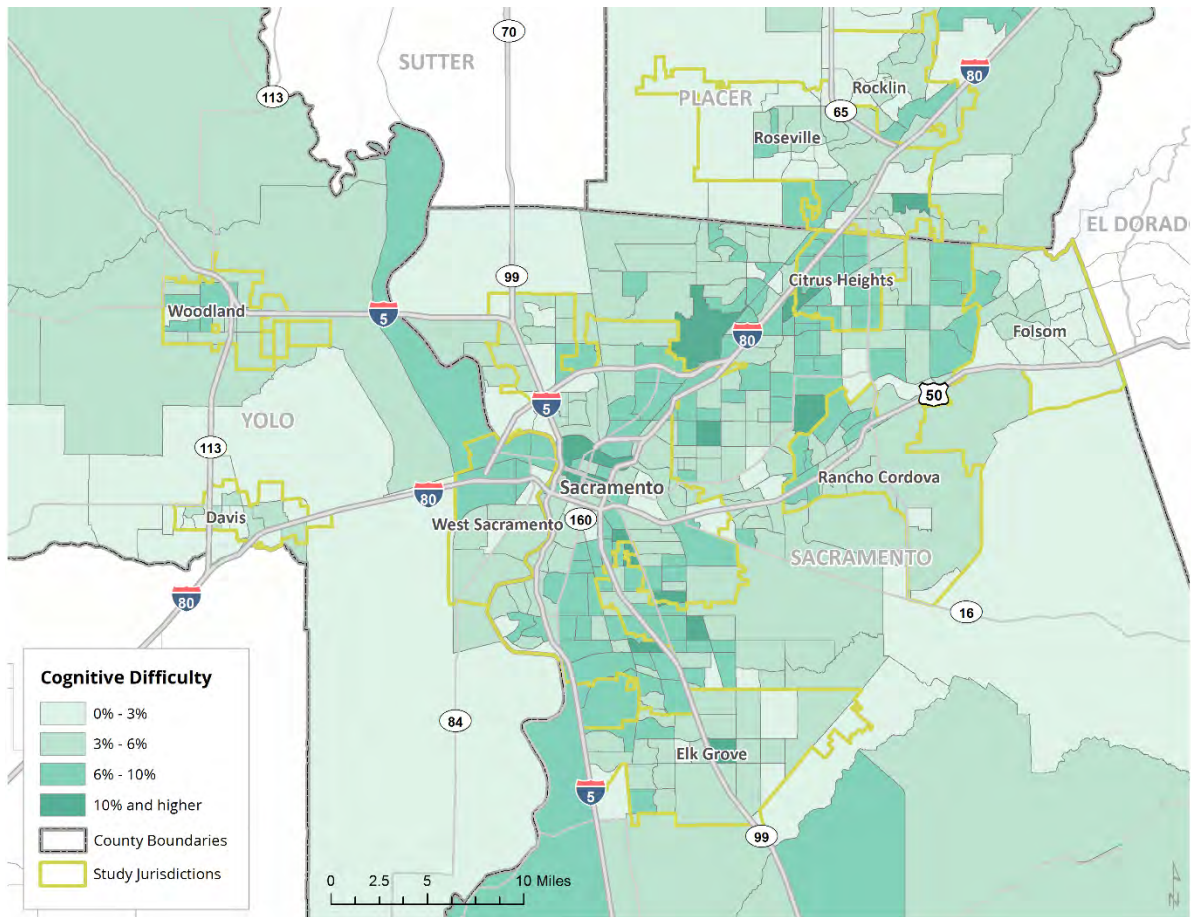 70
SUTTER
80
113
Rocklin
PLACER
65
Roseville
EL DORADO
99
Citrus Heights
Woodland
5
Folsom
80
50
YOLO
5
113
Rancho Cordova
Sacramento
80
Davis
West Sacramento
160
SACRAMENTO
80
16
84
Elk Grove
5
99
Cognitive Difficulty
0% - 3%
3% - 6%
6% - 10%
10% and higher
County Boundaries
Study Jurisdictions
0 2.5 5 10 Miles